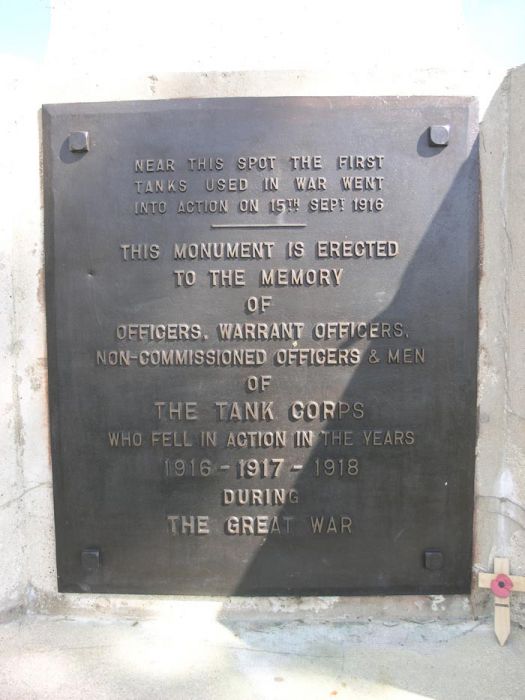 NEAR THIS SPOT THE FIRST
TANKS USED IN WAR WENT
INTO ACTION ON 15TH SEPT 1916
THIS MONUMENT IS ERECTED
TO THE MEMORY
OF
OFFICERS, WARRANT OFFICERS,
NON-COMMISSIONED OFFICERS & MEN
OF
THE TANK CORPS
WHO FELL IN ACTION IN THE YEARS
1916 - 1917 - 1918
DURING
THE GREAT WAR